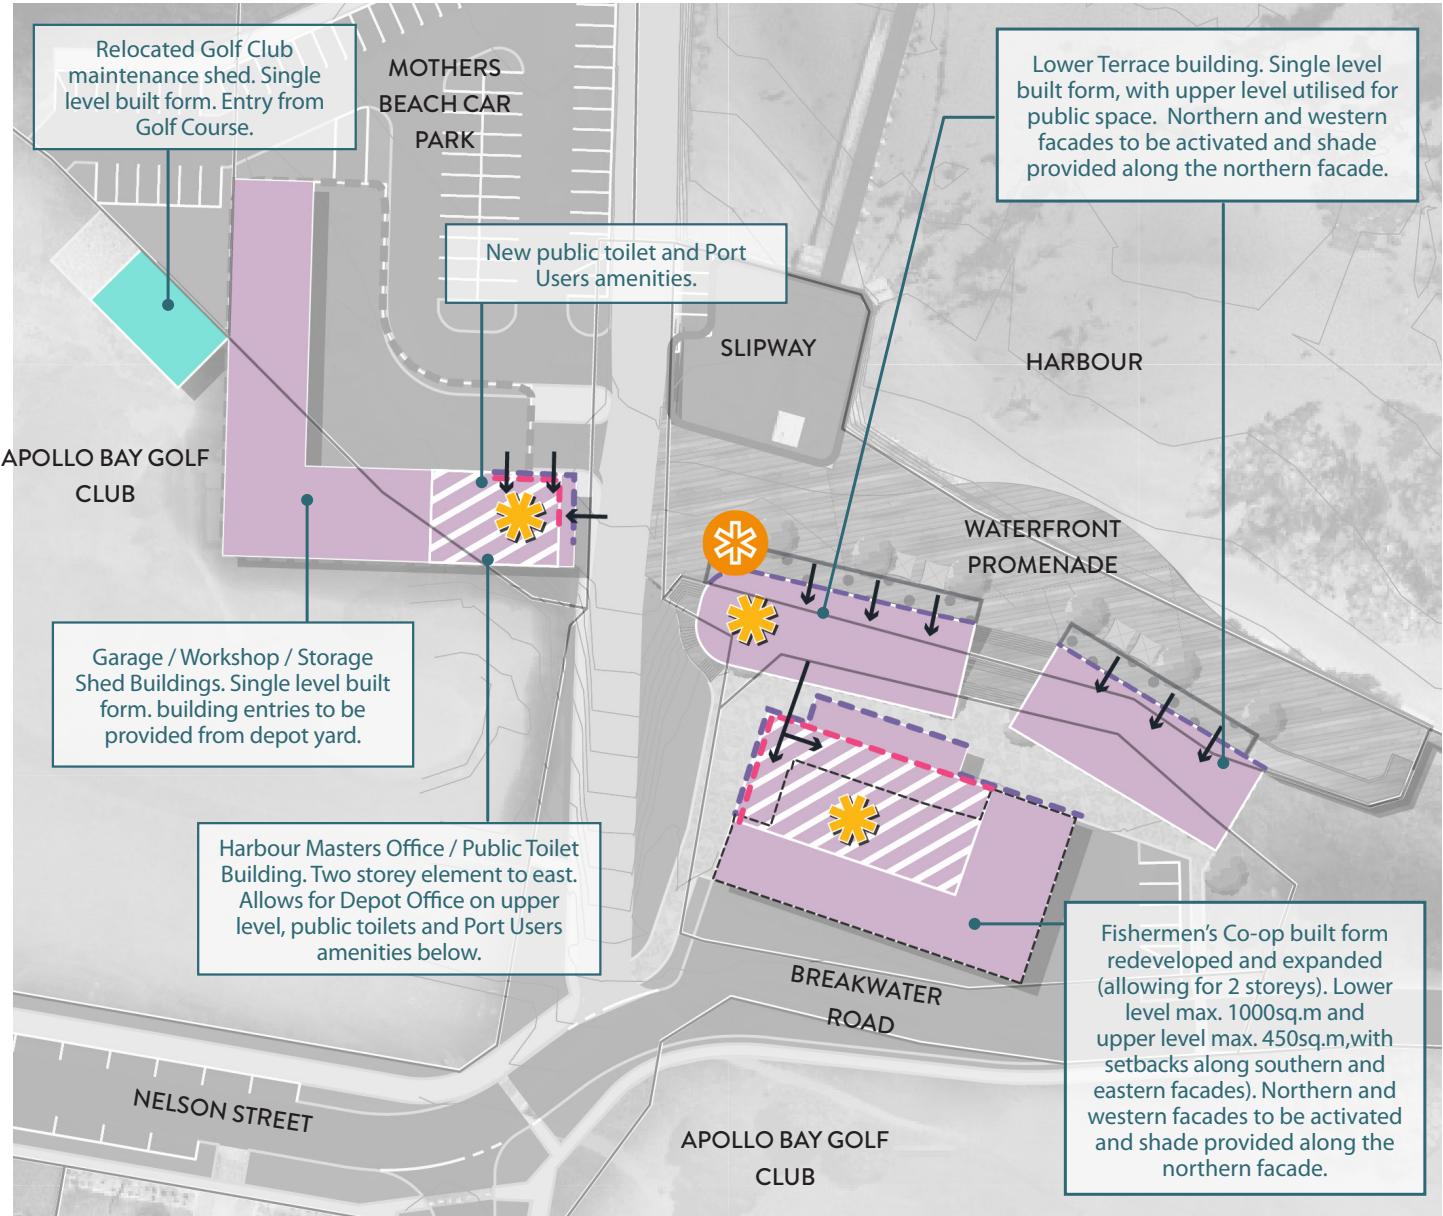 Relocated Golf Club
maintenance shed. Single
level built form. Entry from
Golf Course.
MOTHERS
BEACH CAR
PARK
Lower Terrace building. Single level
built form, with upper level utilised for
public space.  Northern and western
facades to be activated and shade
provided along the northern facade.
New public toilet and Port
Users amenities.
SLIPWAY
HARBOUR
APOLLO BAY GOLF
CLUB
WATERFRONT
PROMENADE
Garage / Workshop / Storage
Shed Buildings. Single level built
form. building entries to be
provided from depot yard.
Harbour Masters Office / Public Toilet
Building. Two storey element to east.
Allows for Depot Office on upper
level, public toilets and Port Users
amenities below.
Fishermen's Co-op built form
redeveloped and expanded
(allowing for 2 storeys). Lower
level max. 1000sq.m and
upper level max. 450sq.m,with
setbacks along southern and
eastern facades). Northern and
western facades to be activated
and shade provided along the
northern facade.
BREAKWATER
ROAD
NELSON STREET
APOLLO BAY GOLF
CLUB